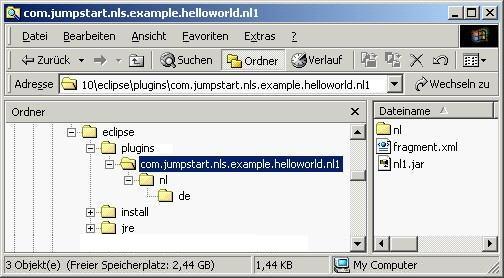 com.jumpstart.nls.example.helloworld.nl1
Datei Bearbeiten Ansicht Favoriten Extras ?
Zurück Suchen Ordner Verlauf
Adresse 10\eclipse\plugins\com.jumpstart.nls.example.helloworld.nl1 Wechseln zu
Ordner
eclipse
plugins
com.jumpstart.nls.example.helloworld.nl1
nl
de
install
jre
Dateiname
nl
fragment.xml
nl1.jar
3 Objekt(e) (Freier Speicherplatz: 2,44 GB) 1,44 KB My Computer